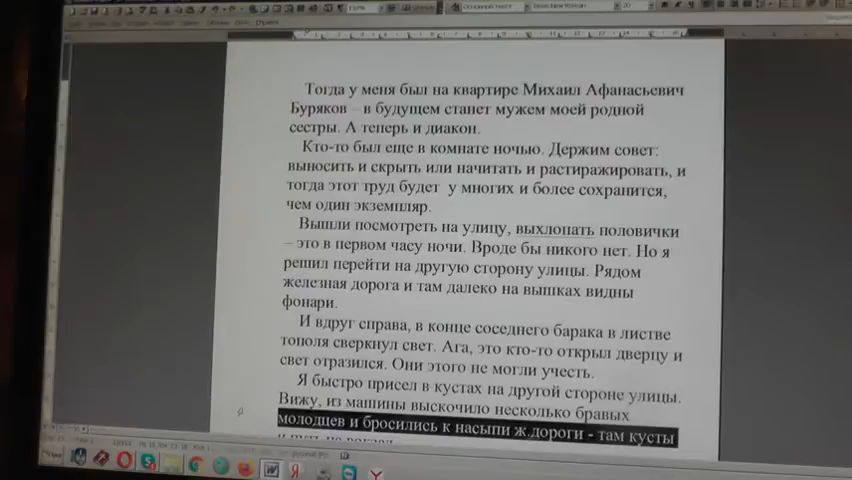 Тогда у меня был на квартире Михаил Афанасьевич
Буряков – в будущем станет мужем моей родной
сестры. А теперь и диакон.
Кто-то был еще в комнате ночью. Держим совет:
выносить и скрыть или начитать и растиражировать, и
тогда этот труд будет у многих и более сохранится,
чем один экземпляр.
Вышли посмотреть на улицу, выхлопать половички
– это в первом часу ночи. Вроде бы никого нет. Но я
решил перейти на другую сторону улицы. Рядом
железная дорога и там далеко на вышках видны
фонари.
И вдруг справа, в конце соседнего барака в листве
тополя сверкнул свет. Ага, это кто-то открыл дверцу и
свет отразился. Они этого не могли учесть.
Я быстро присел в кустах на другой стороне улицы.
Вижу, из машины выскочило несколько бравых
молодцев и бросились к насыпи ж.дороги - там кусты